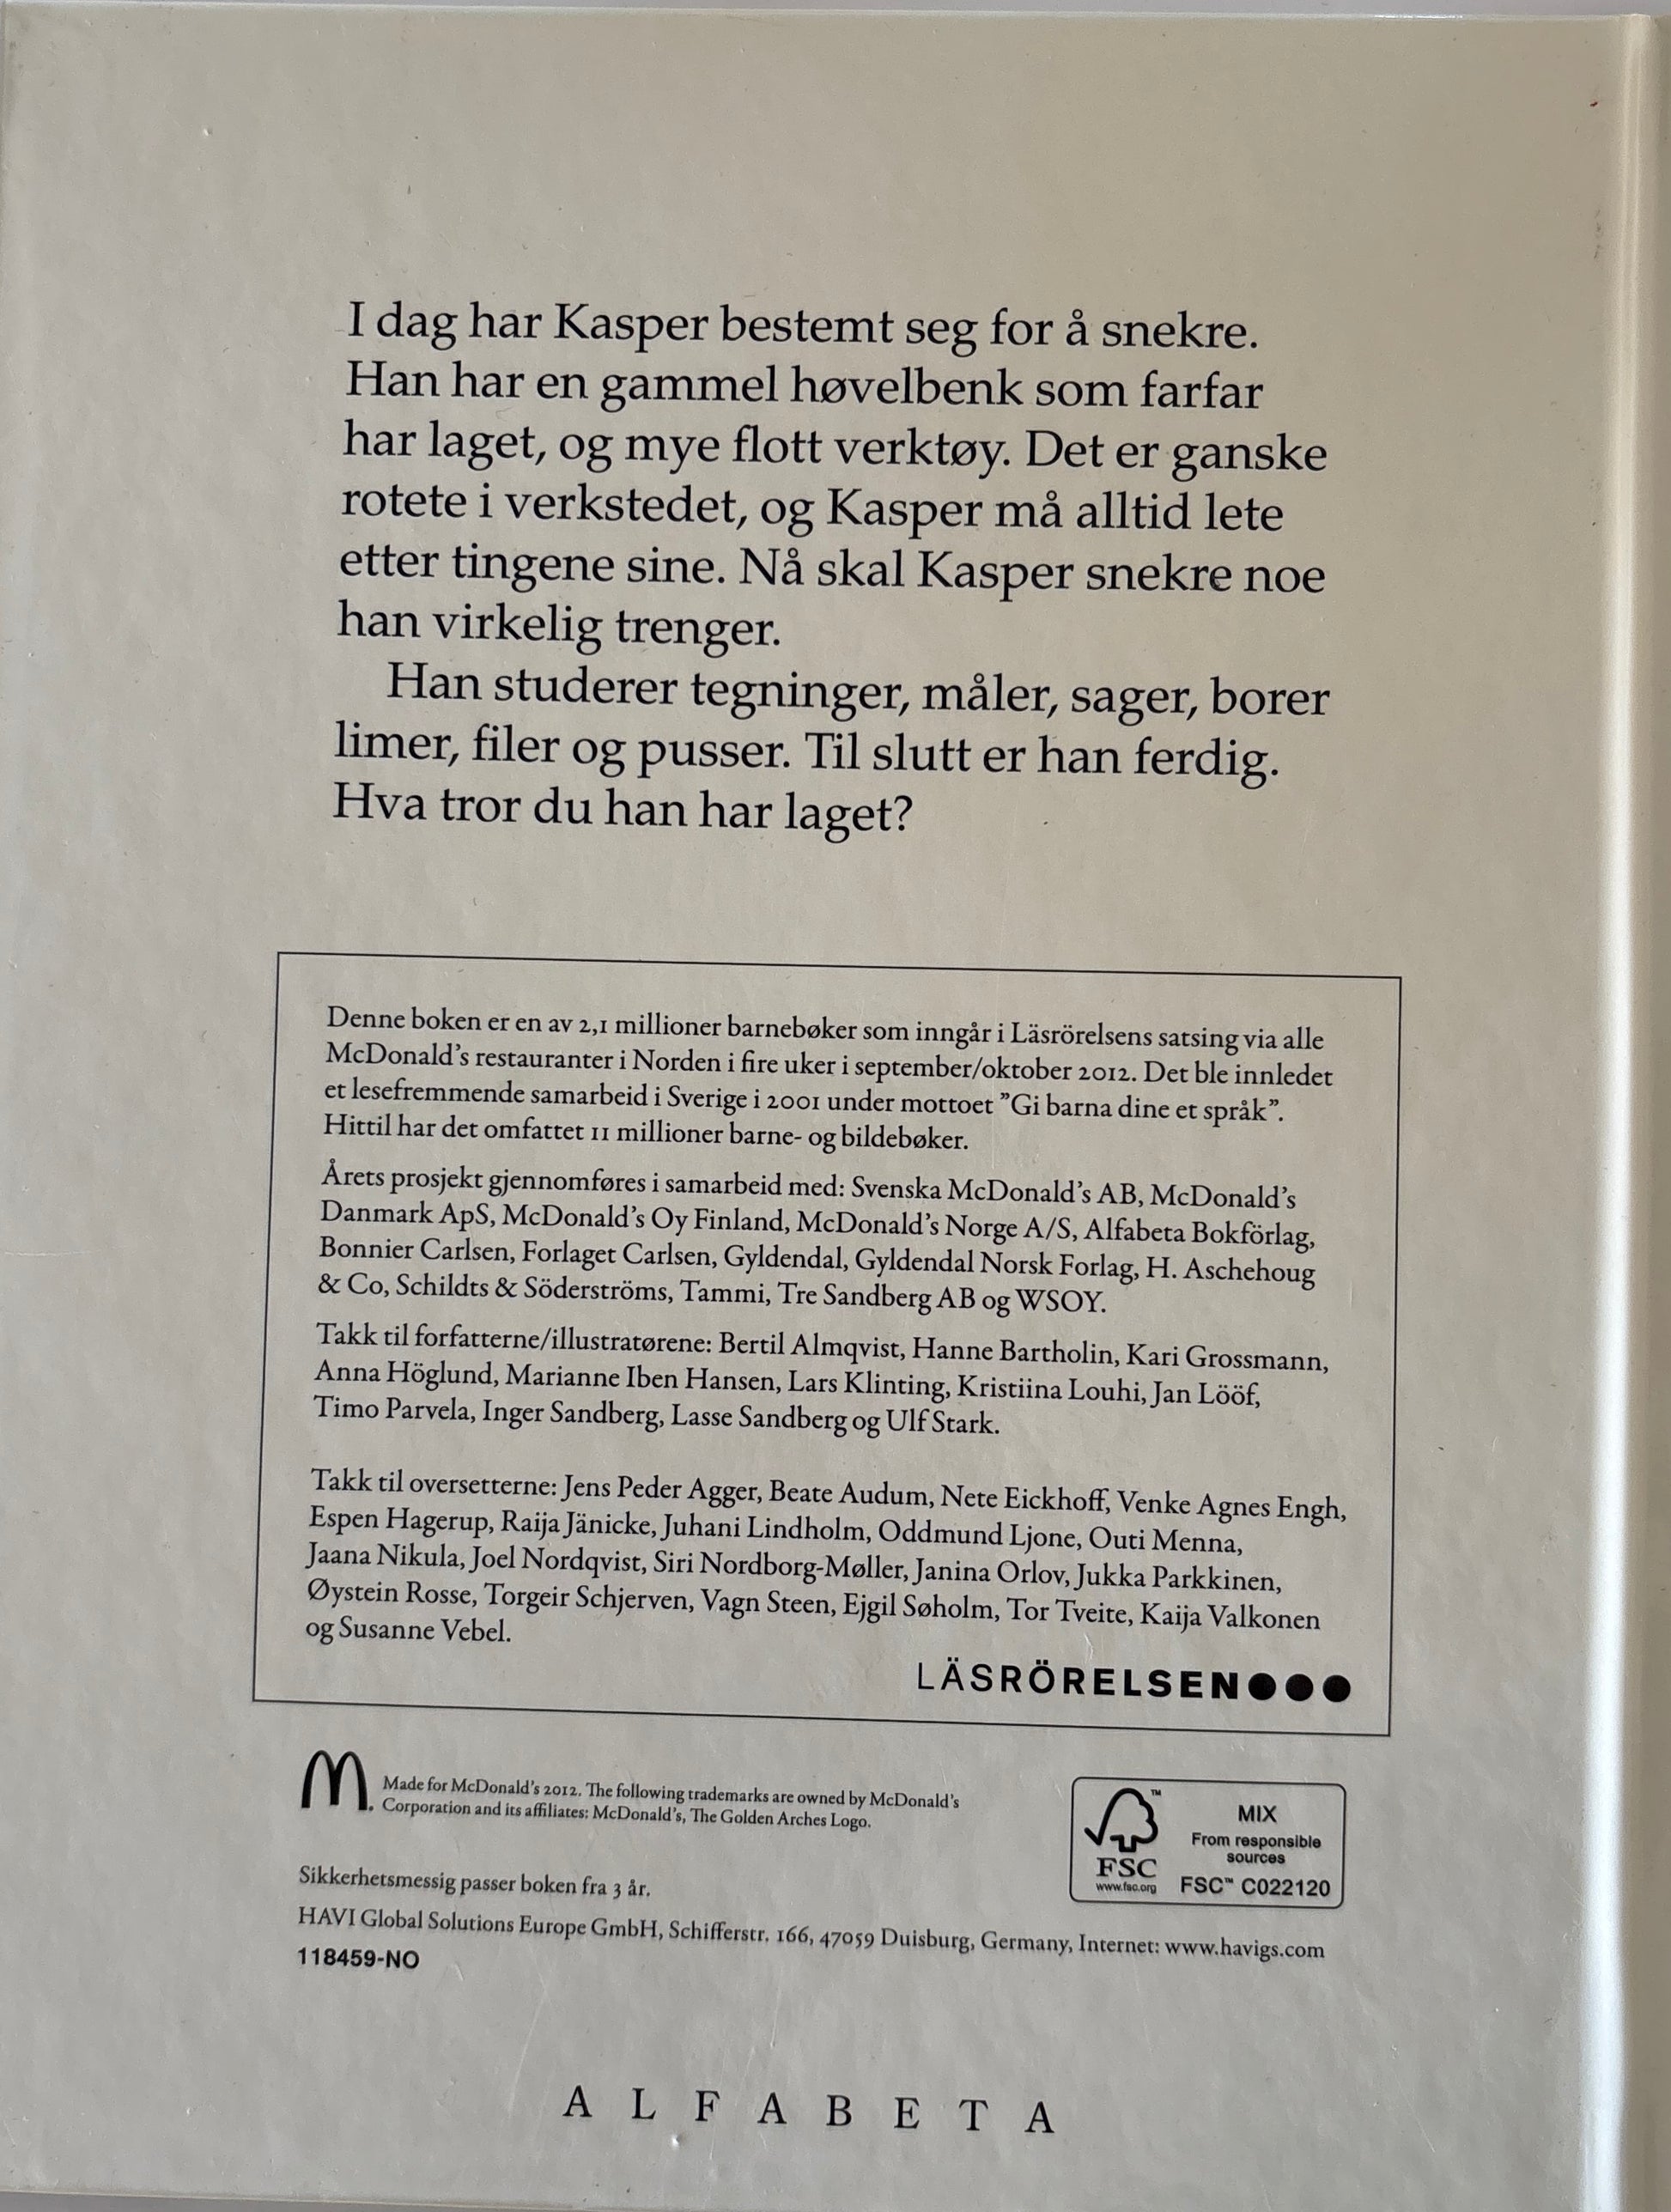 I dag har Kasper bestemt seg for å snekre.
Han har en gammel høvelbenk som farfar
har laget, og mye flott verktøy. Det er ganske
rotete i verkstedet, og Kasper må alltid lete
etter tingene sine. Nå skal Kasper snekre noe
han virkelig trenger.
Han studerer tegninger, måler, sager, borer
limer, filer og pusser. Til slutt er han ferdig.
Hva tror du han har laget?
Denne boken er en av 2,1 millioner barnebøker som inngår i Läsrörelsens satsing via alle
McDonald's restauranter i Norden i fire uker i september/oktober 2012. Det ble innledet
et lesefremmende samarbeid i Sverige i 2001 under mottoet ”Gi barna dine et språk”.
Hittil har det omfattet 11 millioner barne- og bildebøker.
Årets prosjekt gjennomføres i samarbeid med: Svenska McDonald's AB, McDonald's
Danmark ApS, McDonald's Oy Finland, McDonald's Norge A/S, Alfabeta Bokförlag,
Bonnier Carlsen, Forlaget Carlsen, Gyldendal, Gyldendal Norsk Forlag, H. Aschehoug
& Co, Schildts & Söderströms, Tammi, Tre Sandberg AB og WSOY.
Takk til forfatterne/illustratørene: Bertil Almqvist, Hanne Bartholin, Kari Grossmann,
Anna Höglund, Marianne Iben Hansen, Lars Klinting, Kristiina Louhi, Jan Lööf,
Timo Parvela, Inger Sandberg, Lasse Sandberg og Ulf Stark.
Takk til oversetterne: Jens Peder Agger, Beate Audum, Nete Eickhoff, Venke Agnes Engh,
Espen Hagerup, Raija Jänicke, Juhani Lindholm, Oddmund Ljone, Outi Menna,
Jaana Nikula, Joel Nordqvist, Siri Nordborg-Møller, Janina Orlov, Jukka Parkkinen,
Øystein Rosse, Torgeir Schjerven, Vagn Steen, Ejgil Søholm, Tor Tveite, Kaija Valkonen
og Susanne Vebel.
LÄSRÖRELSEN●●●
Made for McDonald's 2012. The following trademarks are owned by McDonald's
Corporation and its affiliates: McDonald's, The Golden Arches Logo.
™
FSC
www.fsc.org
MIX
From responsible
sources
FSC™ C022120
Sikkerhetsmessig passer boken fra 3 år.
HAVI Global Solutions Europe GmbH, Schifferstr. 166, 47059 Duisburg, Germany, Internet: www.havigs.com
118459-NO
ALFABETA